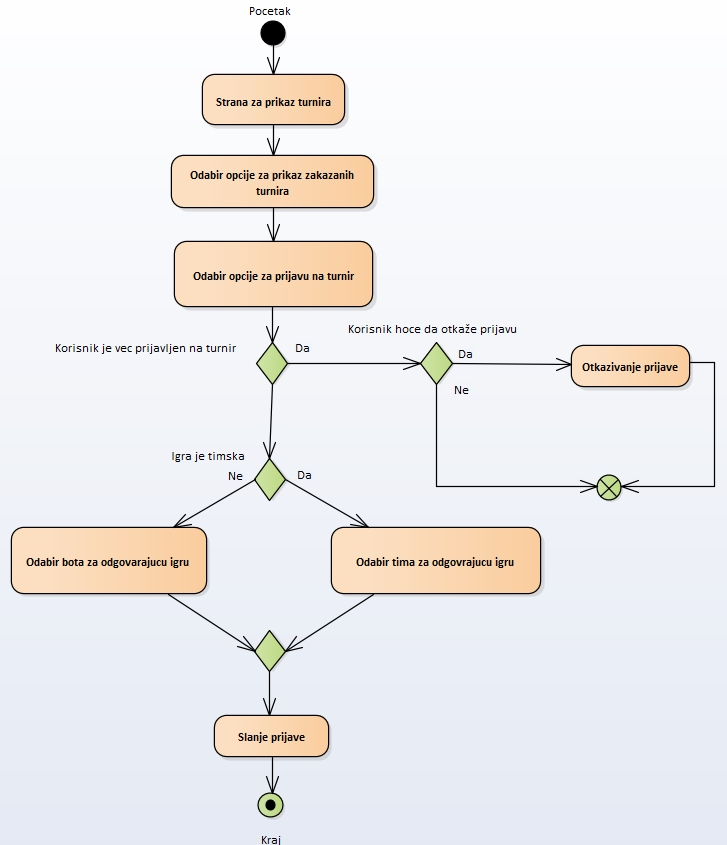 Pocetak
Strana za prikaz turnira
Odabir opcije za prikaz zakazanih
turnira
Odabir opcije za prijavu na turnir
Korisnik hoce da otkaže prijavu
Korisnik je vec prijavljen na turnir
Da
Da
Otkazivanje prijave
Ne
Igra je timska
Ne
Da
Odabir bota za odgovarajucu igru
Odabir tima za odgovrajucu igru
Slanje prijave
Kraj